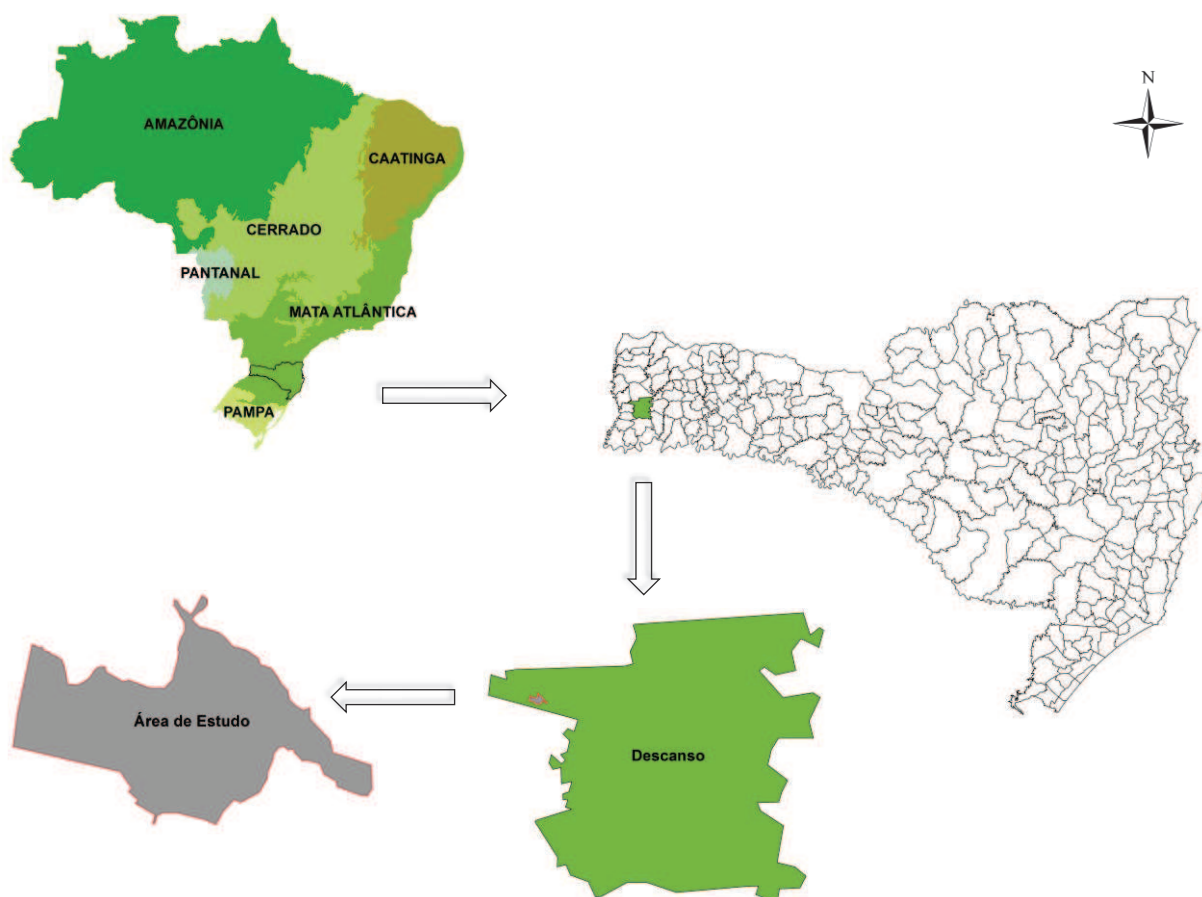 N
AMAZÔNIA
CAATINGA
CERRADO
PANTANAL
MATA ATLÂNTICA
PAMPA
Área de Estudo
Descanso